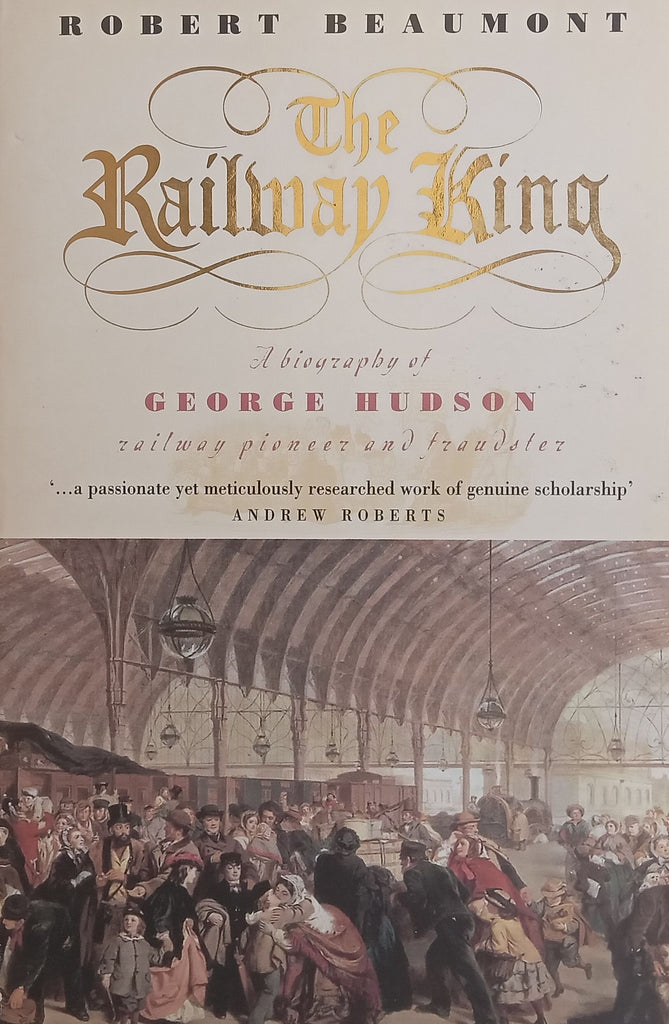 ROBERT BEAUMONT
The
Railway King
A biography of
GEORGE HUDSON
railway pioneer and fraudster
‘...a passionate yet meticulously researched work of genuine scholarship’
ANDREW ROBERTS